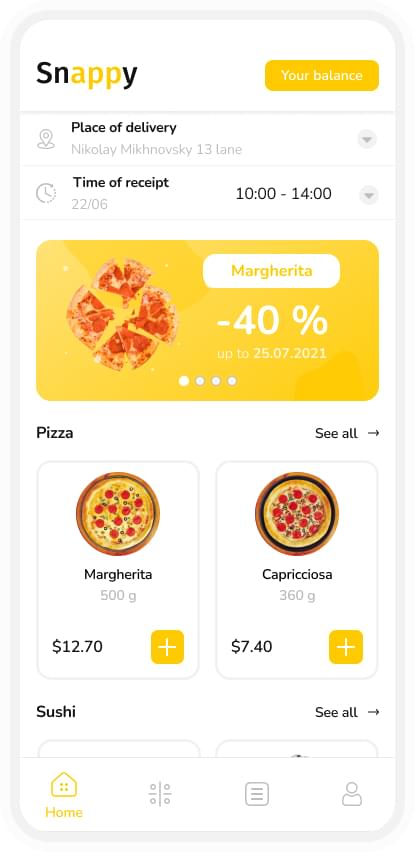 Snappy
Your balance
Place of delivery
Nikolay Mikhnovsky 13 lane
Time of receipt
22/06
10:00 - 14:00
Margherita
-40 %
up to 25.07.2021
Pizza
See all →
Margherita
500 g
$12.70
Capricciosa
360 g
$7.40
Sushi
See all →
Home